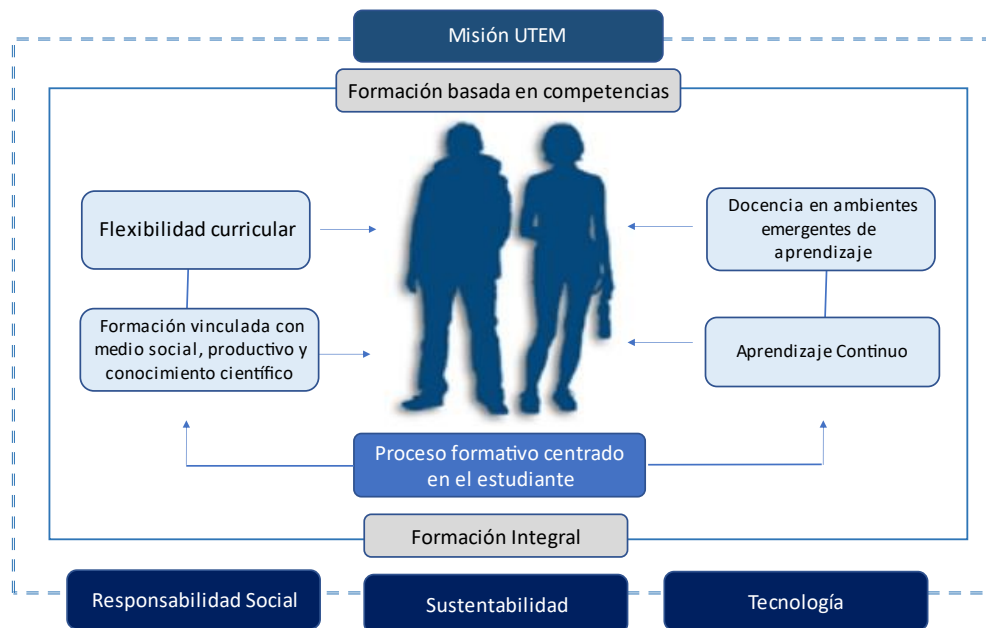 Misión UTEM
Formación basada en competencias
Flexibilidad curricular
Docencia en ambientes
emergentes de
aprendizaje
Formación vinculada con
medio social, productivo y
conocimiento científico
Aprendizaje Continuo
Proceso formativo centrado
en el estudiante
Formación Integral
Responsabilidad Social
Sustentabilidad
Tecnología